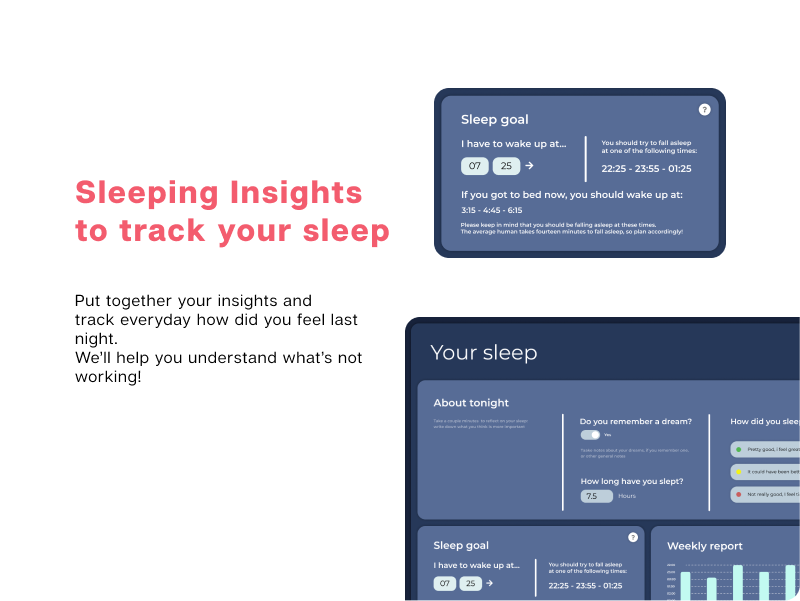 Sleeping Insights
to track your sleep
Put together your insights and
track everyday how did you feel last
night.
We'll help you understand what's not
working!
?
Sleep goal
I have to wake up at...
07 25
You should try to fall asleep
at one of the following times:
22:25 - 23:55 - 01:25
If you got to bed now, you should wake up at:
3:15 - 4:45 - 6:15
Please keep in mind that you should be falling asleep at these times.
The average human takes fourteen minutes to fall asleep, so plan accordingly!
Your sleep
About tonight
Do you remember a dream?
Yes
How long have you slept?
7.5 Hours
How did you sleep
Pretty good, I feel great
It could have been bett
Not really good, I feel
?
Sleep goal
I have to wake up at...
07 25
You should try to fall asleep
at one of the following times:
22:25 - 23:55 - 01:25
Weekly report